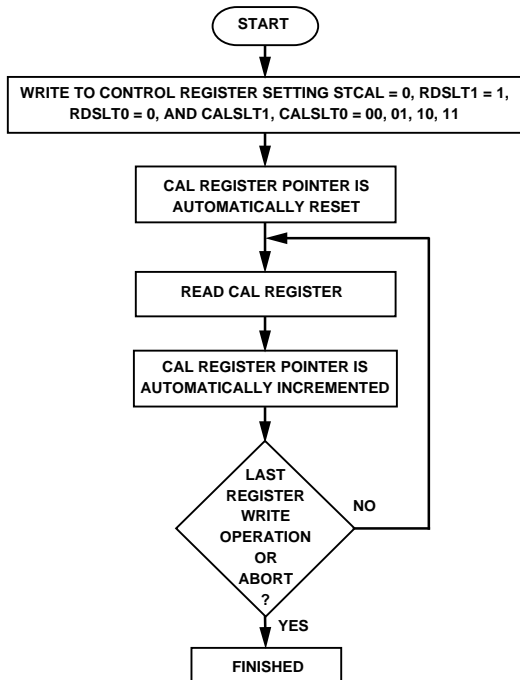 START
WRITE TO CONTROL REGISTER SETTING STCAL = 0, RDSLT1 = 1,
RDSLT0 = 0, AND CALSLT1, CALSLT0 = 00, 01, 10, 11
CAL REGISTER POINTER IS
AUTOMATICALLY RESET
READ CAL REGISTER
CAL REGISTER POINTER IS
AUTOMATICALLY INCREMENTED
LAST
REGISTER
WRITE
OPERATION
OR
ABORT
?
NO
YES
FINISHED